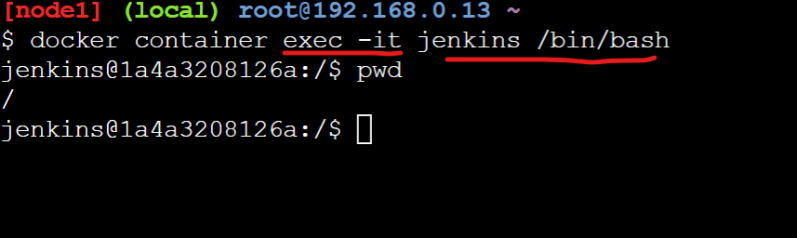 [node1] (local) root@192.168.0.13 ~
$ docker container exec -it jenkins /bin/bash
jenkins@1a4a3208126a:/$ pwd
/
jenkins@1a4a3208126a:/$